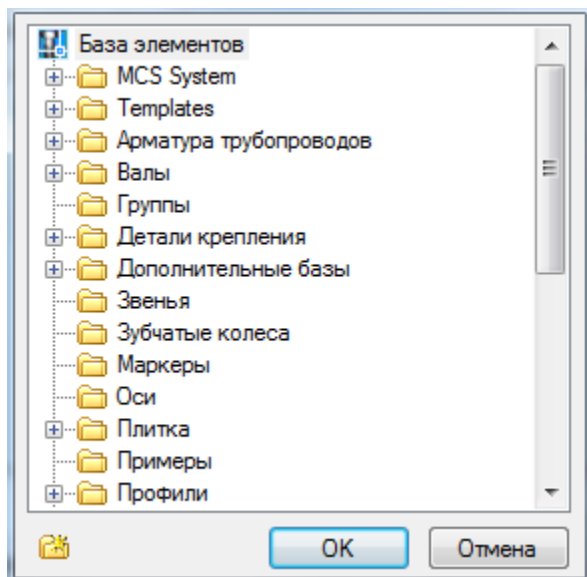 База элементов
MCS System
Templates
Арматура трубопроводов
Валы
Группы
Детали крепления
Дополнительные базы
Звенья
Зубчатые колеса
Маркеры
Оси
Плитка
Примеры
Профили
OK Отмена